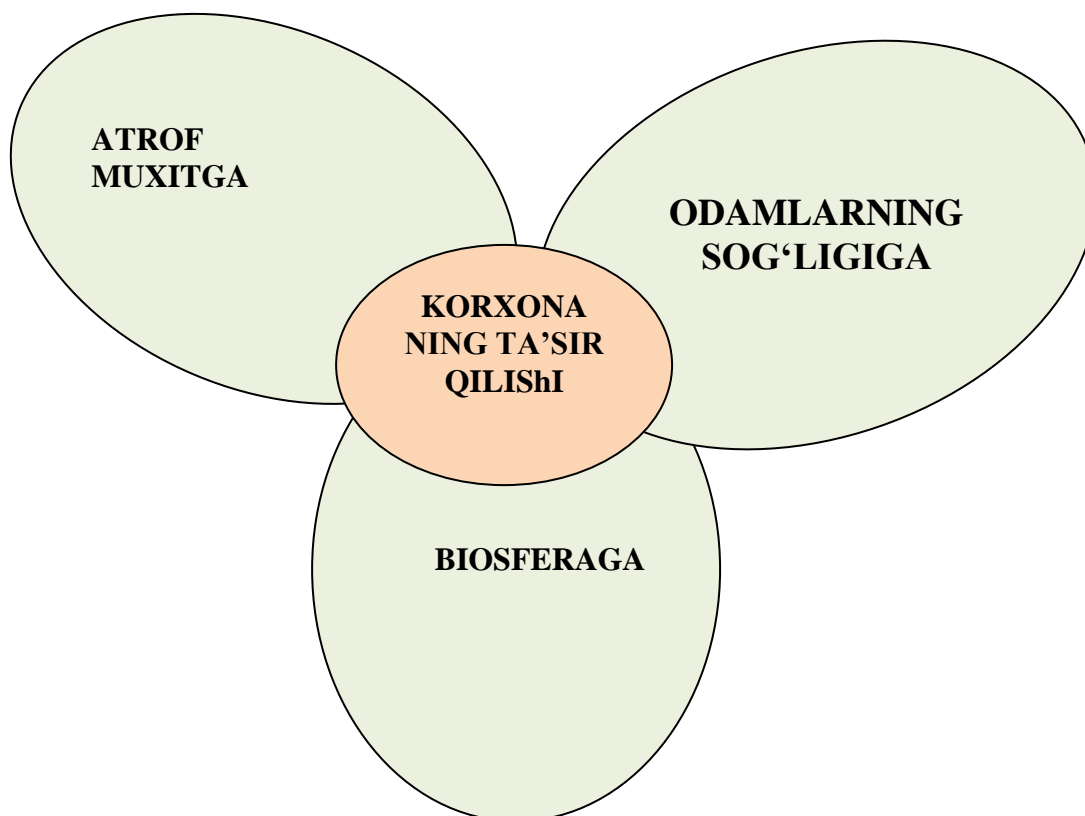 ATROF
MUXITGA
ODAMLARNING
SOG‘LIGIGA
KORXONA
NING TA’SIR
QILIShI
BIOSFERAGA